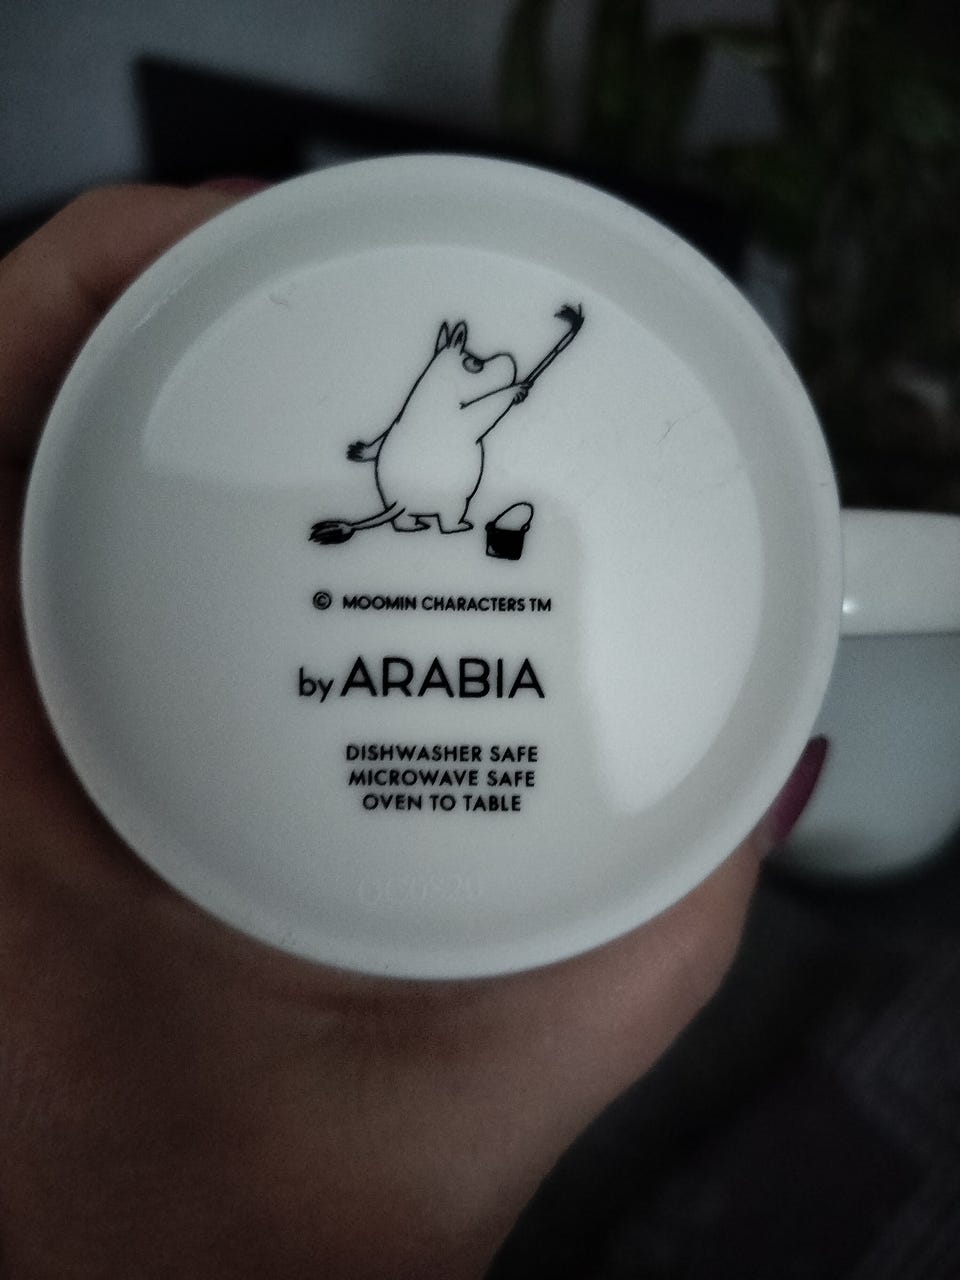 © MOOMIN CHARACTERS TM
by ARABIA
DISHWASHER SAFE
MICROWAVE SAFE
OVEN TO TABLE